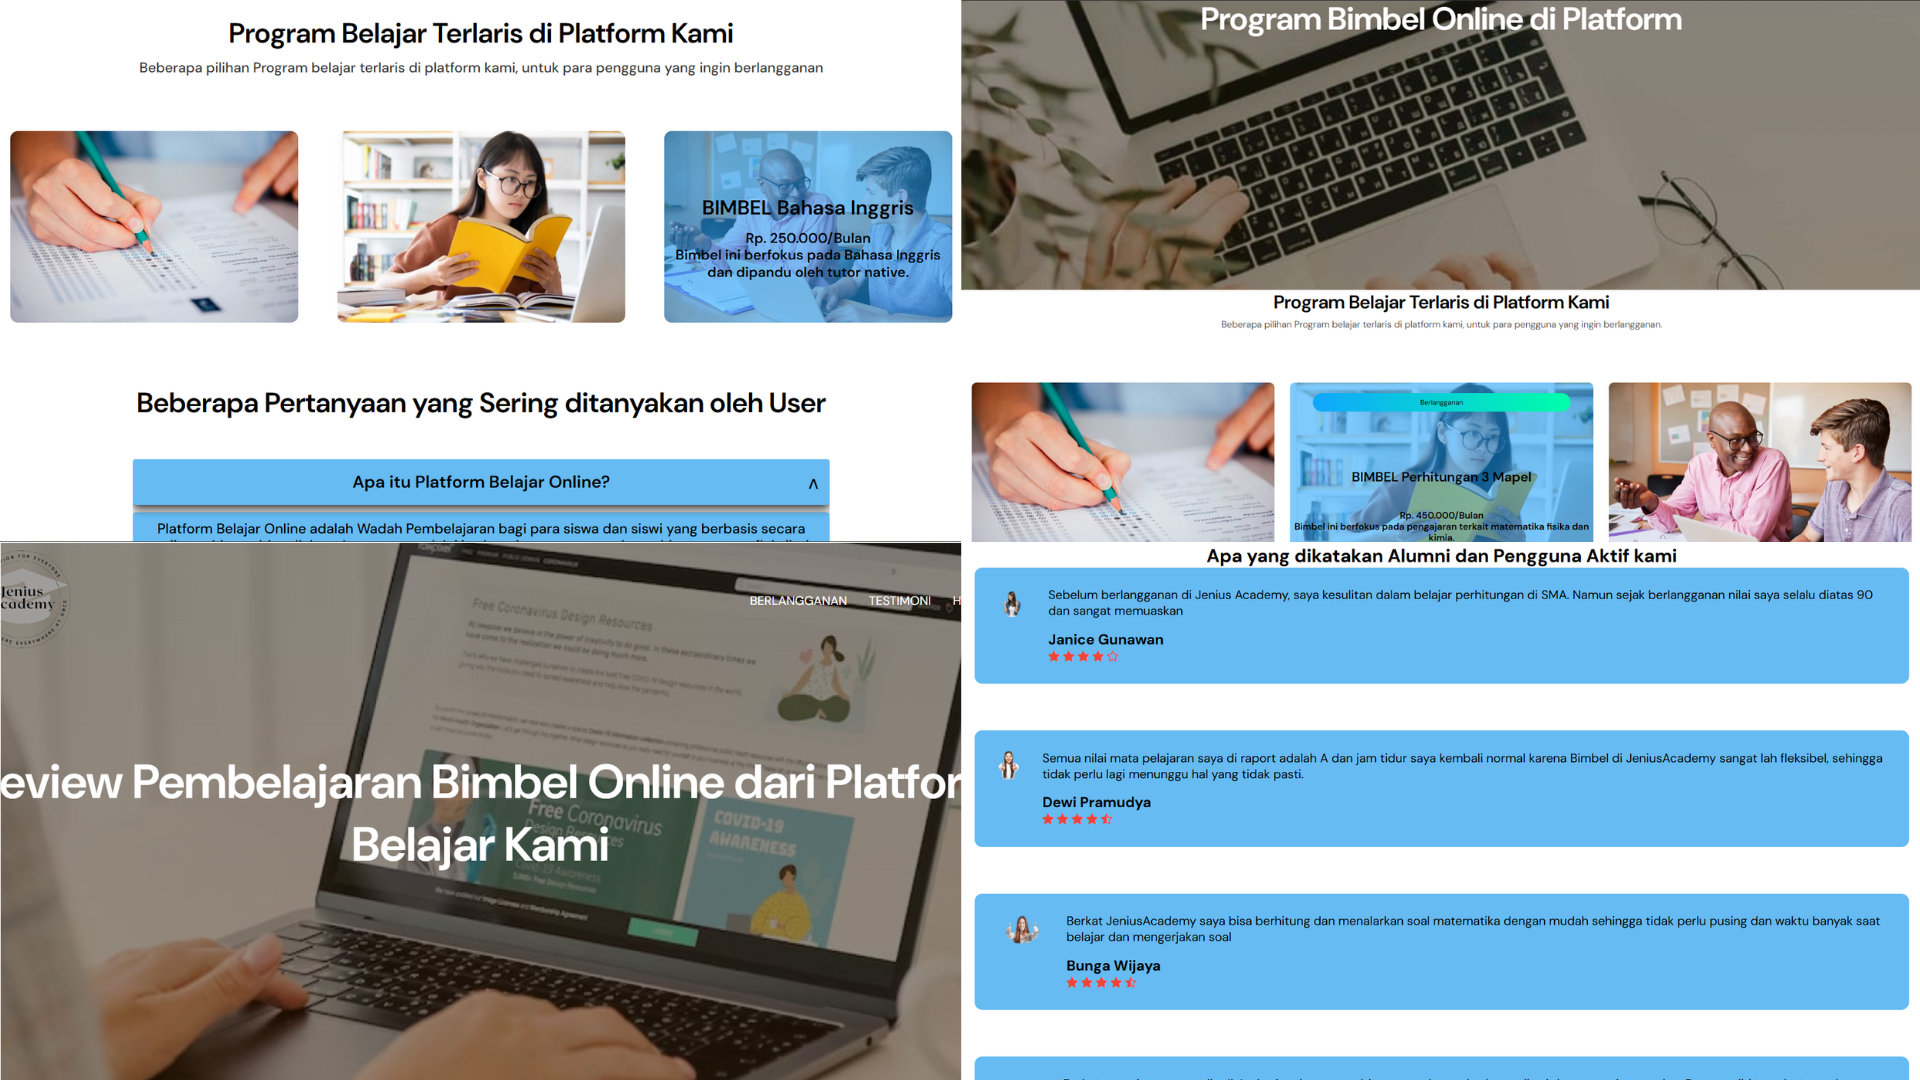 Program Belajar Terlaris di Platform Kami
Beberapa pilihan Program belajar terlaris di platform kami, untuk para pengguna yang ingin berlangganan
BIMBEL Bahasa Inggris
Rp. 250.000/Bulan
Bimbel ini berfokus pada Bahasa Inggris
dan dipandu oleh tutor native.
Beberapa Pertanyaan yang Sering ditanyakan oleh User
Apa itu Platform Belajar Online?
Platform Belajar Online adalah Wadah Pembelajaran bagi para siswa dan siswi yang berbasis secara
Program Bimbel Online di Platform
Program Belajar Terlaris di Platform Kami
Beberapa pilihan Program belajar terlaris di platform kami, untuk para pengguna yang ingin berlangganan.
Berlangganan
BIMBEL Perhitungan 3 Mapel
Rp. 450.000/Bulan
Bimbel ini berfokus pada pengajaran terkait matematika fisika dan
kimia.
BERLANGGANAN TESTIMONI H
Jenius
cademy
Free Coronavirus Design Resources
eview Pembelajaran Bimbel Online dari Platfor
Belajar Kami
Free Coronavirus
Design Resources
COVID-19
AWARENESS
Apa yang dikatakan Alumni dan Pengguna Aktif kami
Sebelum berlangganan di Jenius Academy, saya kesulitan dalam belajar perhitungan di SMA. Namun sejak berlangganan nilai saya selalu diatas 90
dan sangat memuaskan
Janice Gunawan
Semua nilai mata pelajaran saya di raport adalah A dan jam tidur saya kembali normal karena Bimbel di JeniusAcademy sangat lah fleksibel, sehingga
tidak perlu lagi menunggu hal yang tidak pasti.
Dewi Pramudya
Berkat JeniusAcademy saya bisa berhitung dan menalarkan soal matematika dengan mudah sehingga tidak perlu pusing dan waktu banyak saat
belajar dan mengerjakan soal
Bunga Wijaya